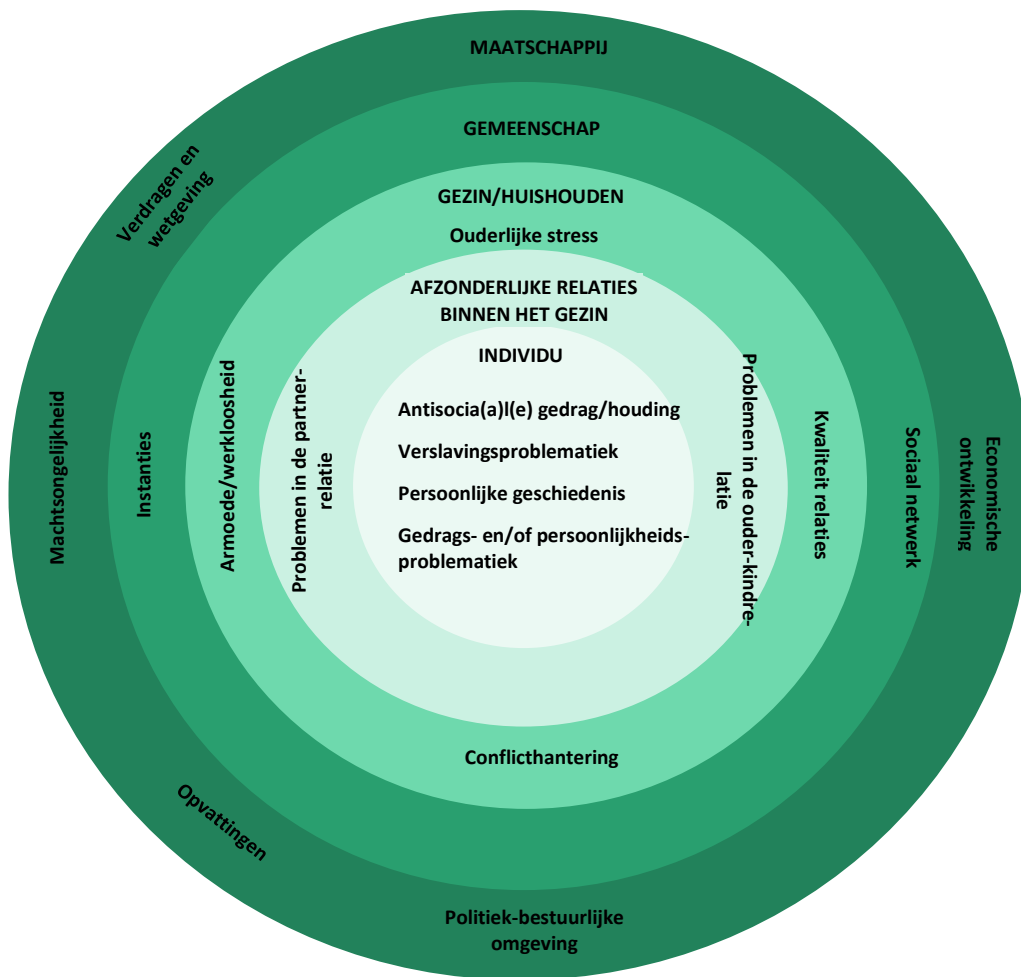 MAATSCHAPPIJ
GEMEENSCHAP
Verdragen en
wetgeving
GEZIN/HUISHOUDEN
Ouderlijke stress
AFZONDERLIJKE RELATIES
BINNEN HET GEZIN
INDIVIDU
Antisocia(a)l(e) gedrag/houding
Verslavingsproblematiek
Persoonlijke geschiedenis
Gedrags- en/of persoonlijkheids-
problematiek
Machtsongelijkheid
Instanties
Armoede/werkloosheid
Problemen in de partner-
relatie
Problemen in de ouder-kindre-
latie
Kwaliteit relaties
Sociaal netwerk
Economische
ontwikkeling
Conflicthantering
Opvattingen
Politiek-bestuurlijke
omgeving